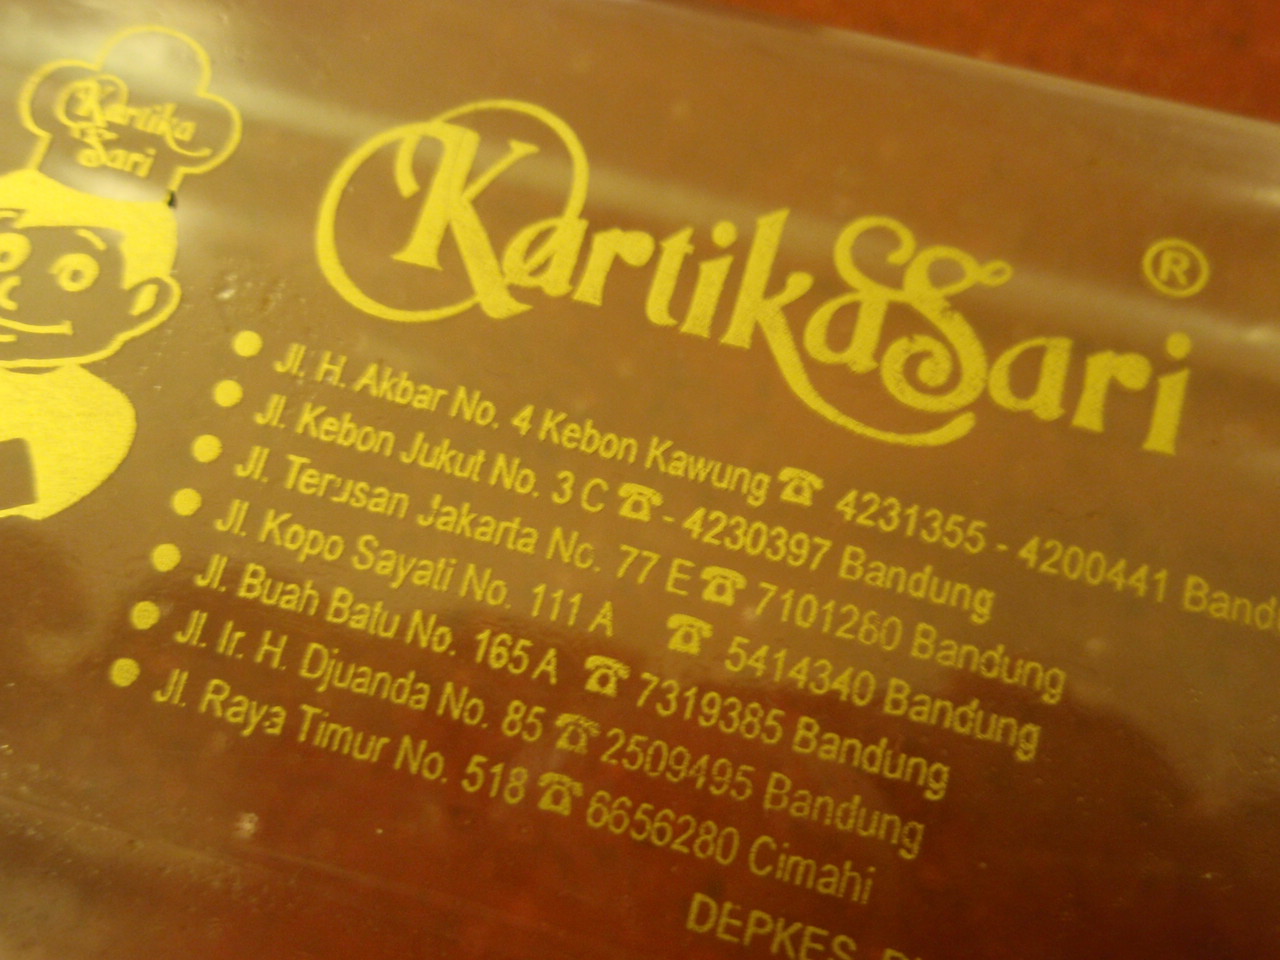 Kartika
Sari
Kartika Sari ®
Jl. H. Akbar No. 4 Kebon Kawung ☎ 4231355 - 4200441 Band
Jl. Kebon Jukut No. 3 C ☎ - 4230397 Bandung
Jl. Terusan Jakarta No. 77 E ☎ 7101280 Bandung
Jl. Kopo Sayati No. 111 A ☎ 5414340 Bandung
Jl. Buah Batu No. 165 A ☎ 7319385 Bandung
Jl. Ir. H. Djuanda No. 85 ☎ 2509495 Bandung
Jl. Raya Timur No. 518 ☎ 6656280 Cimahi
DEPKES